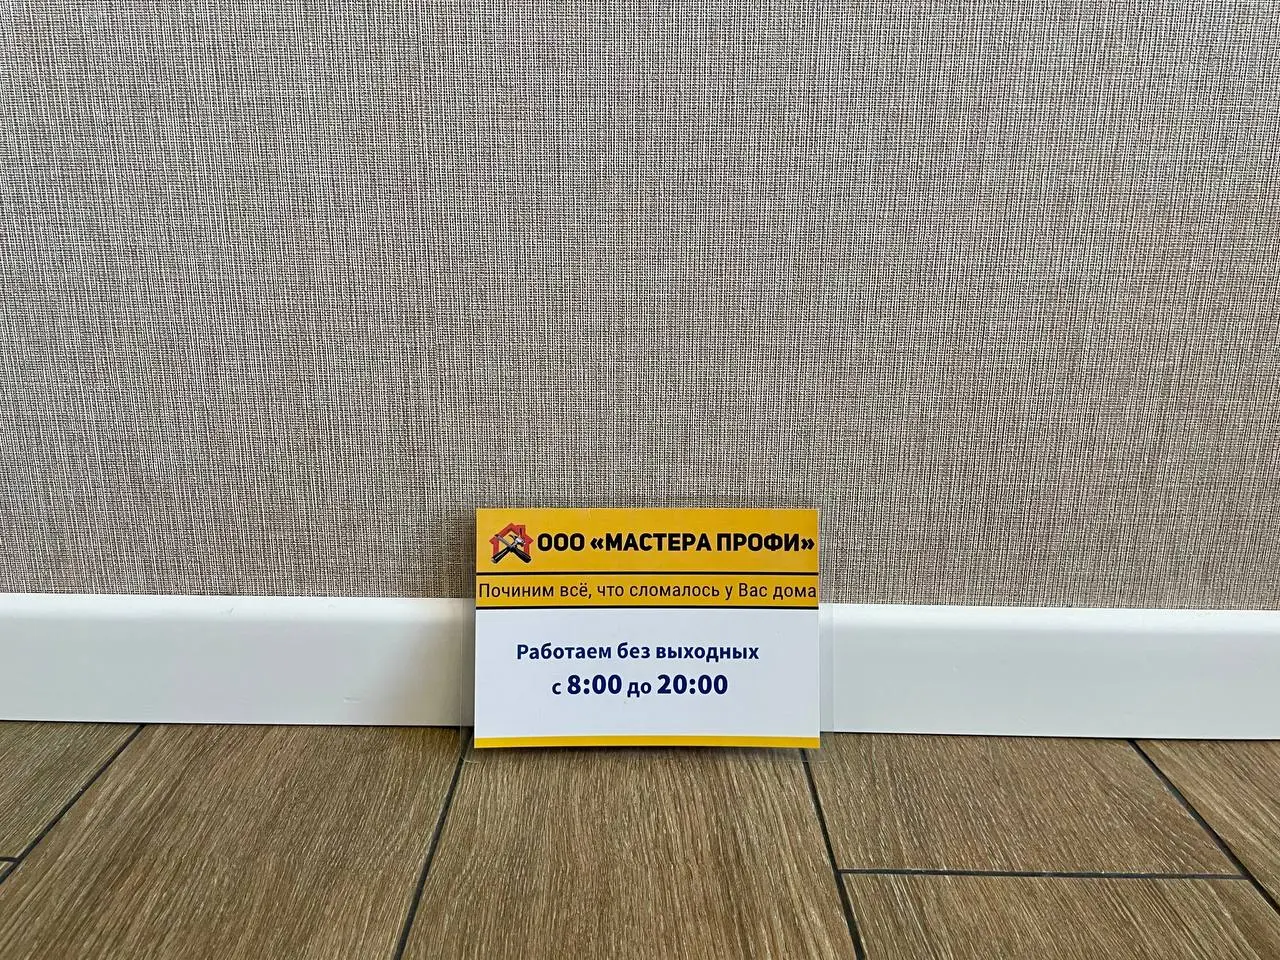 ООО «МАСТЕРА ПРОФИ»
Починим всё, что сломалось у Вас дома
Работаем без выходных
с 8:00 до 20:00